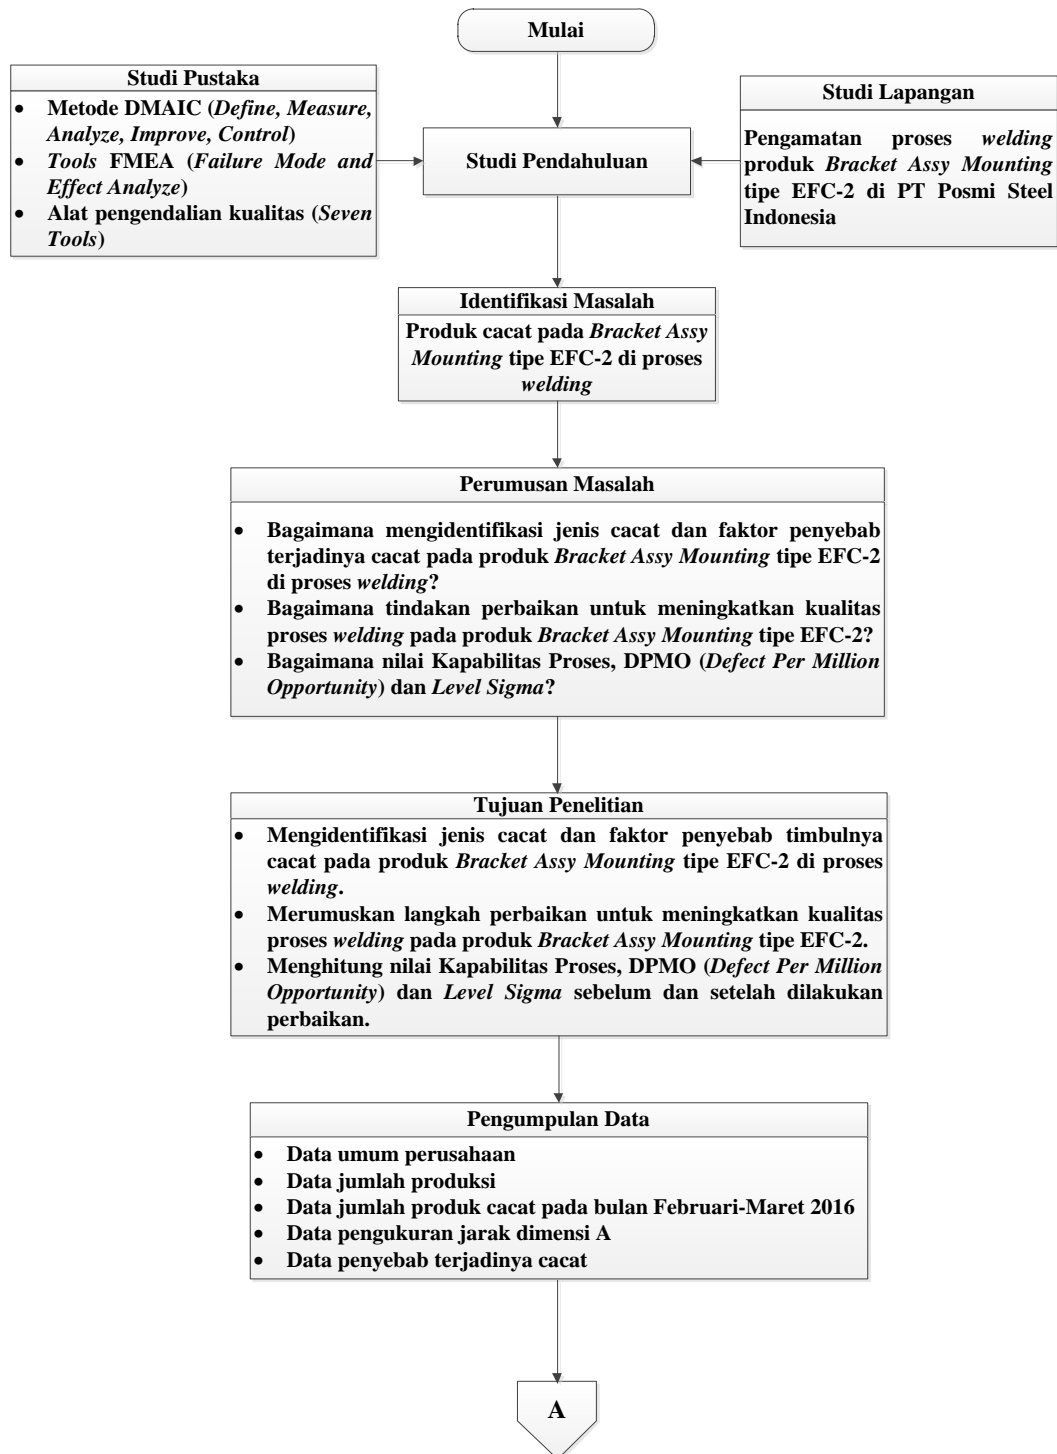 Mulai
Studi Pustaka
• Metode DMAIC (Define, Measure,
Analyze, Improve, Control)
• Tools FMEA (Failure Mode and
Effect Analyze)
• Alat pengendalian kualitas (Seven
Tools)
Studi Pendahuluan
Studi Lapangan
Pengamatan proses welding
produk Bracket Assy Mounting
tipe EFC-2 di PT Posmi Steel
Indonesia
Identifikasi Masalah
Produk cacat pada Bracket Assy
Mounting tipe EFC-2 di proses
welding
Perumusan Masalah
• Bagaimana mengidentifikasi jenis cacat dan faktor penyebab
terjadinya cacat pada produk Bracket Assy Mounting tipe EFC-2
di proses welding?
• Bagaimana tindakan perbaikan untuk meningkatkan kualitas
proses welding pada produk Bracket Assy Mounting tipe EFC-2?
• Bagaimana nilai Kapabilitas Proses, DPMO (Defect Per Million
Opportunity) dan Level Sigma?
Tujuan Penelitian
• Mengidentifikasi jenis cacat dan faktor penyebab timbulnya
cacat pada produk Bracket Assy Mounting tipe EFC-2 di proses
welding.
• Merumuskan langkah perbaikan untuk meningkatkan kualitas
proses welding pada produk Bracket Assy Mounting tipe EFC-2.
• Menghitung nilai Kapabilitas Proses, DPMO (Defect Per Million
Opportunity) dan Level Sigma sebelum dan setelah dilakukan
perbaikan.
Pengumpulan Data
• Data umum perusahaan
• Data jumlah produksi
• Data jumlah produk cacat pada bulan Februari-Maret 2016
• Data pengukuran jarak dimensi A
• Data penyebab terjadinya cacat
A